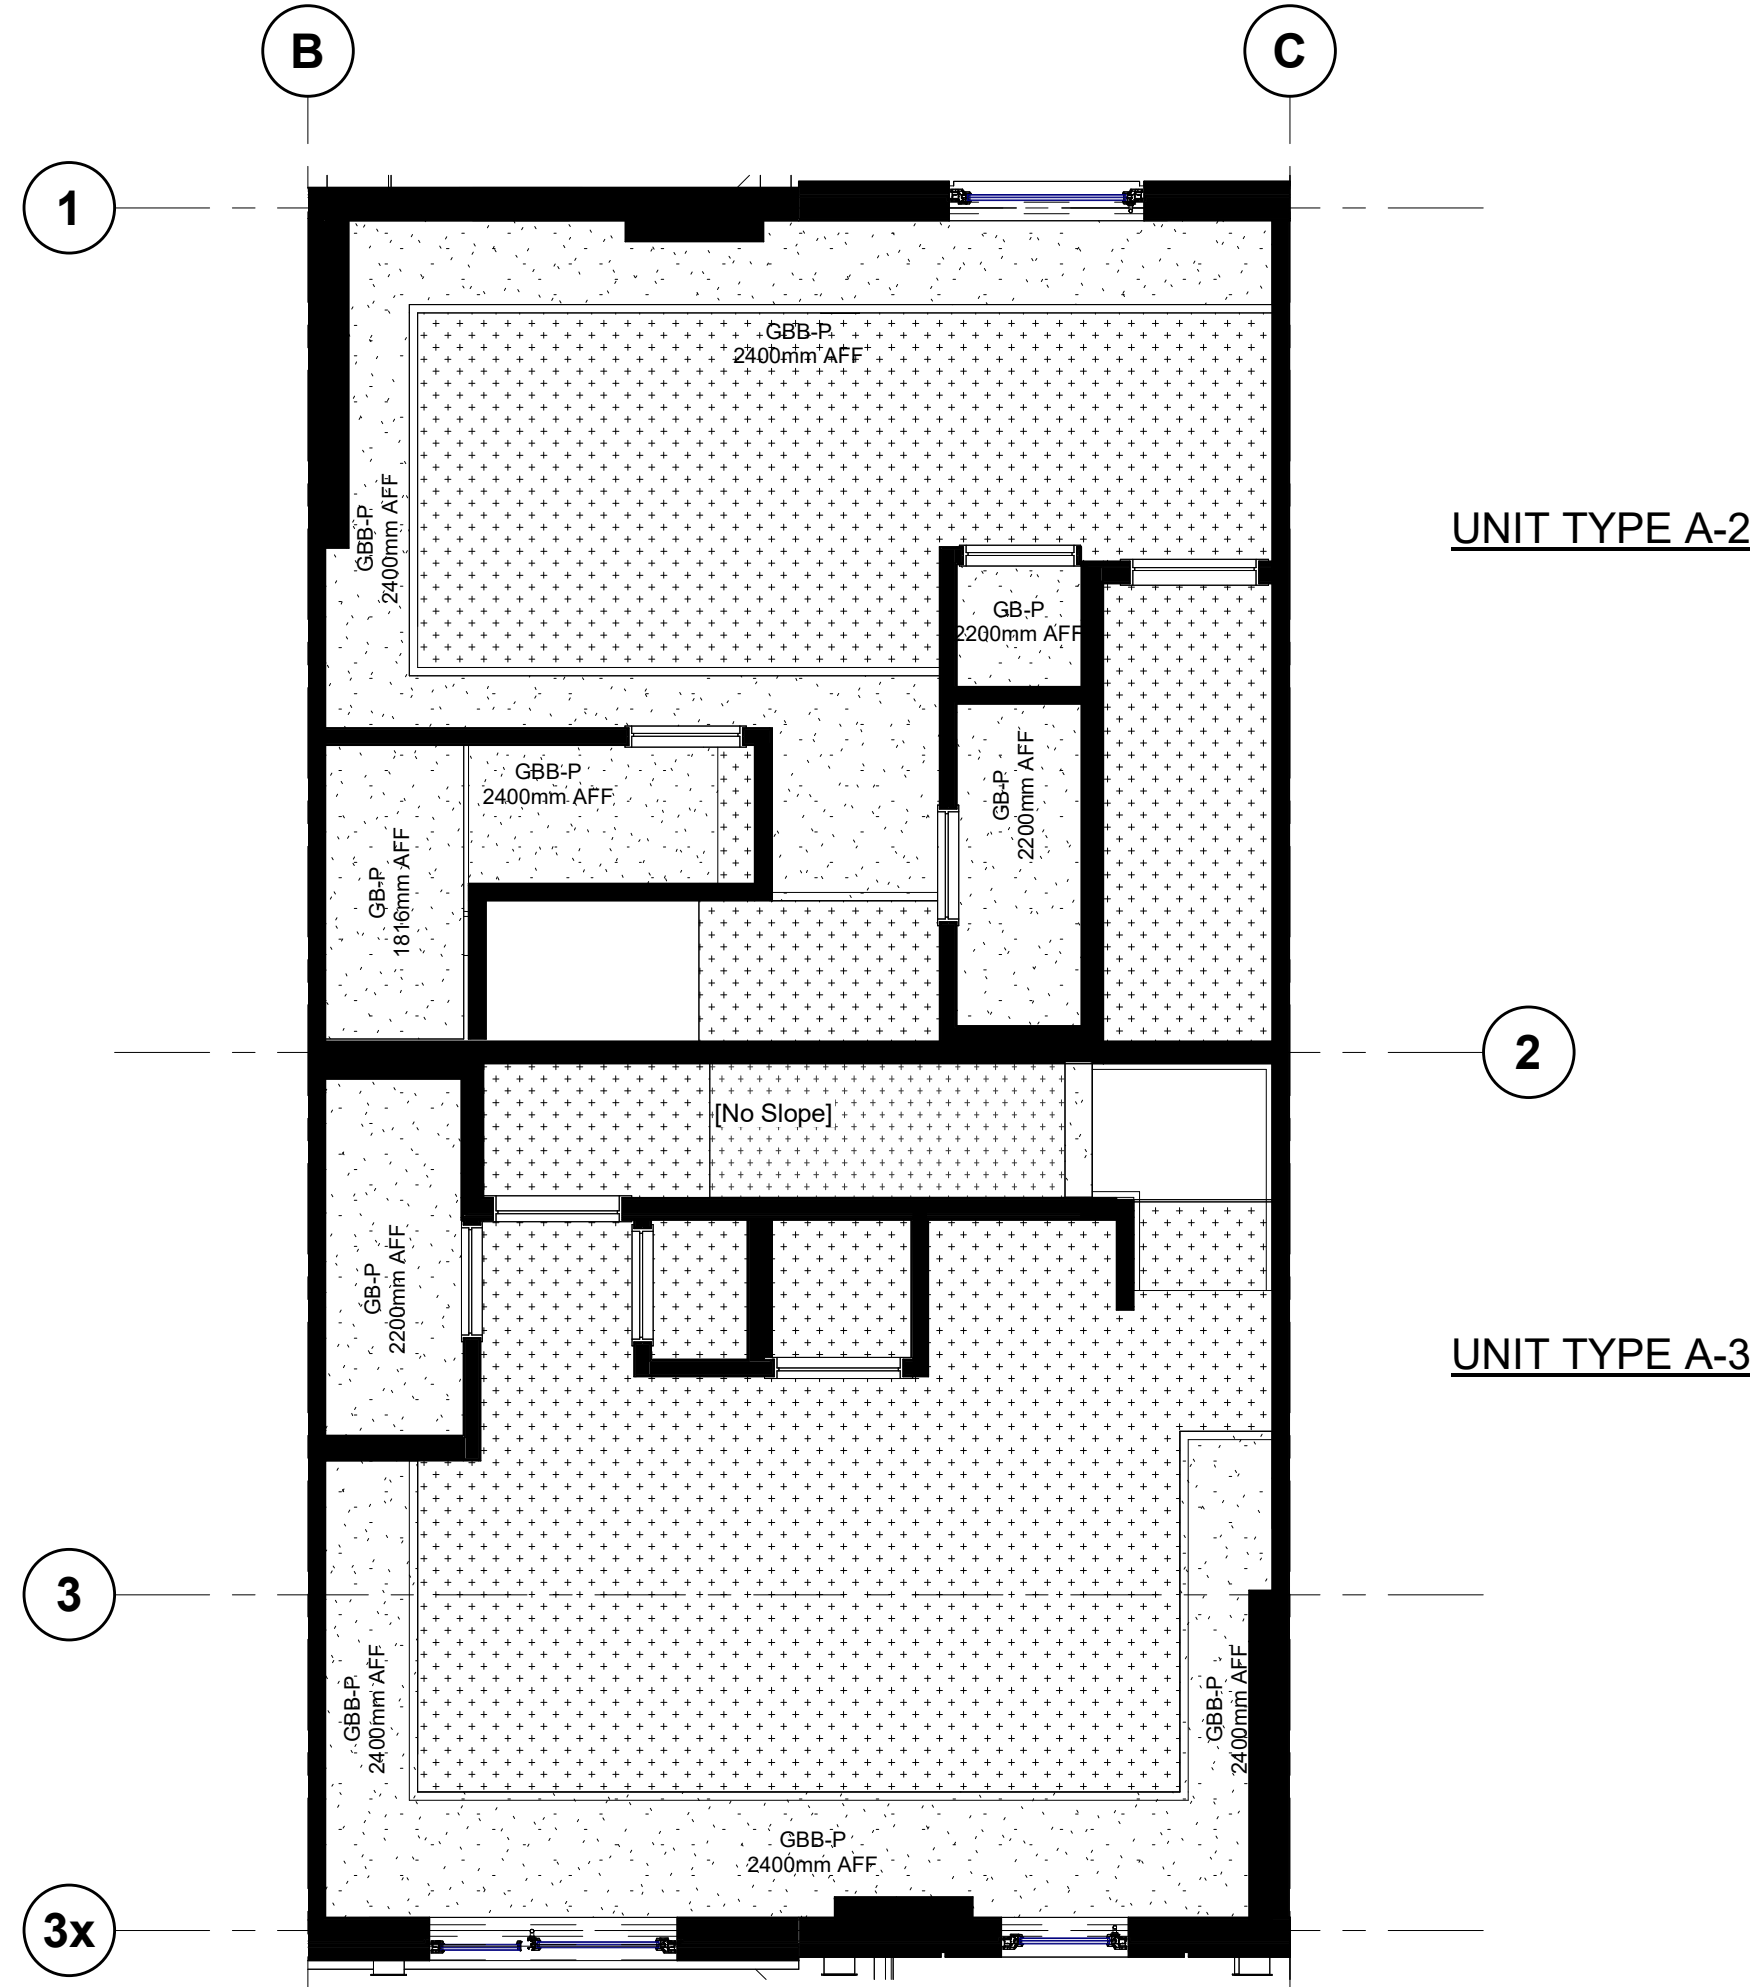 B
C
1
GBB-P
2400mm AFF
GBB-P
2400mm AFF
UNIT TYPE A-2
GB-P
2200mm AFF
GBB-P
2400mm AFF
GB-P
2200mm AFF
GB-P
1816mm AFF
2
[No Slope]
GB-P
2200mm AFF
UNIT TYPE A-3
3
GBB-P
2400mm AFF
GBB-P
2400mm AFF
GBB-P
2400mm AFF
3x